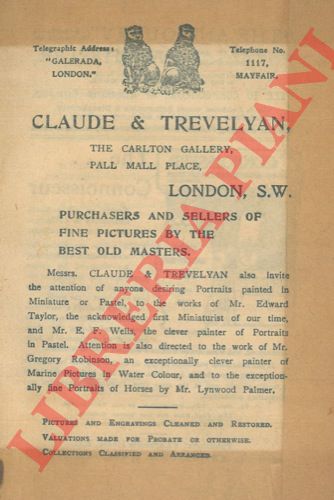 Telegraphic Address:
"GALERADA,
LONDON."
Telephone No.
1117,
MAYFAIR.
CLAUDE & TREVELYAN,
THE CARLTON GALLERY,
PALL MALL PLACE,
LONDON, S.W.
PURCHASERS AND SELLERS OF
FINE PICTURES BY THE
BEST OLD MASTERS.
Messrs. CLAUDE & TREVELYAN also invite
the attention of anyone desiring Portraits painted in
Miniature or Pastel, to the works of Mr. Edward
Taylor, the acknowledged first Miniaturist of our time,
and Mr. E. F. Wells, the clever painter of Portraits
in Pastel. Attention is also directed to the work of Mr.
Gregory Robinson, an exceptionally clever painter of
Marine Pictures in Water Colour, and to the exception-
ally fine Portraits of Horses by Mr. Lynwood Palmer.
PICTURES AND ENGRAVINGS CLEANED AND RESTORED.
VALUATIONS MADE FOR PROBATE OR OTHERWISE.
COLLECTIONS CLASSIFIED AND ARRANGED.
LIBRERIA PIANI